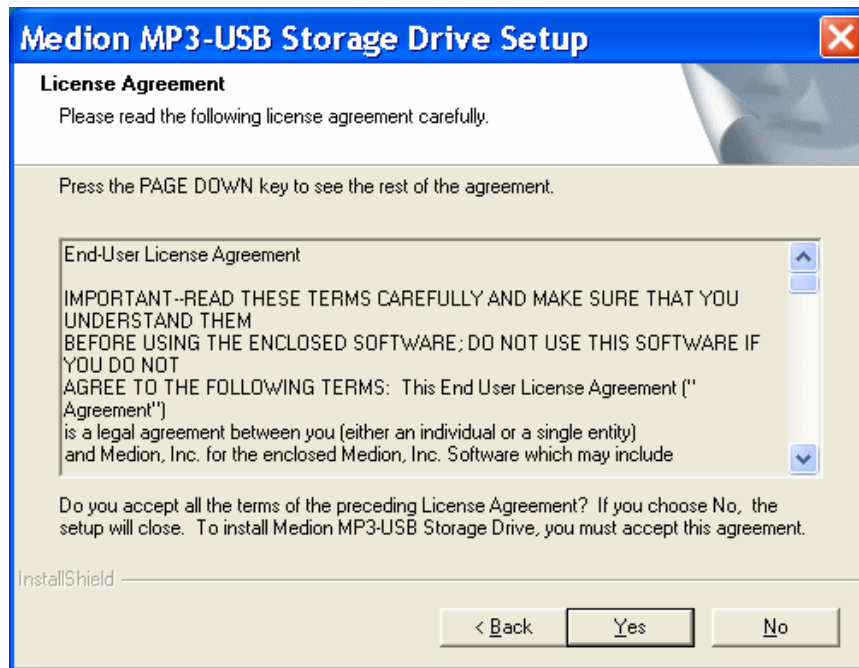 Medion MP3-USB Storage Drive Setup
License Agreement
Please read the following license agreement carefully.
Press the PAGE DOWN key to see the rest of the agreement.
End-User License Agreement
IMPORTANT--READ THESE TERMS CAREFULLY AND MAKE SURE THAT YOU
UNDERSTAND THEM
BEFORE USING THE ENCLOSED SOFTWARE; DO NOT USE THIS SOFTWARE IF
YOU DO NOT
AGREE TO THE FOLLOWING TERMS:  This End User License Agreement ("
Agreement")
is a legal agreement between you (either an individual or a single entity)
and Medion, Inc. for the enclosed Medion, Inc. Software which may include
Do you accept all the terms of the preceding License Agreement?  If you choose No,  the
setup will close.  To install Medion MP3-USB Storage Drive, you must accept this agreement.
InstallShield
< Back
Yes
No